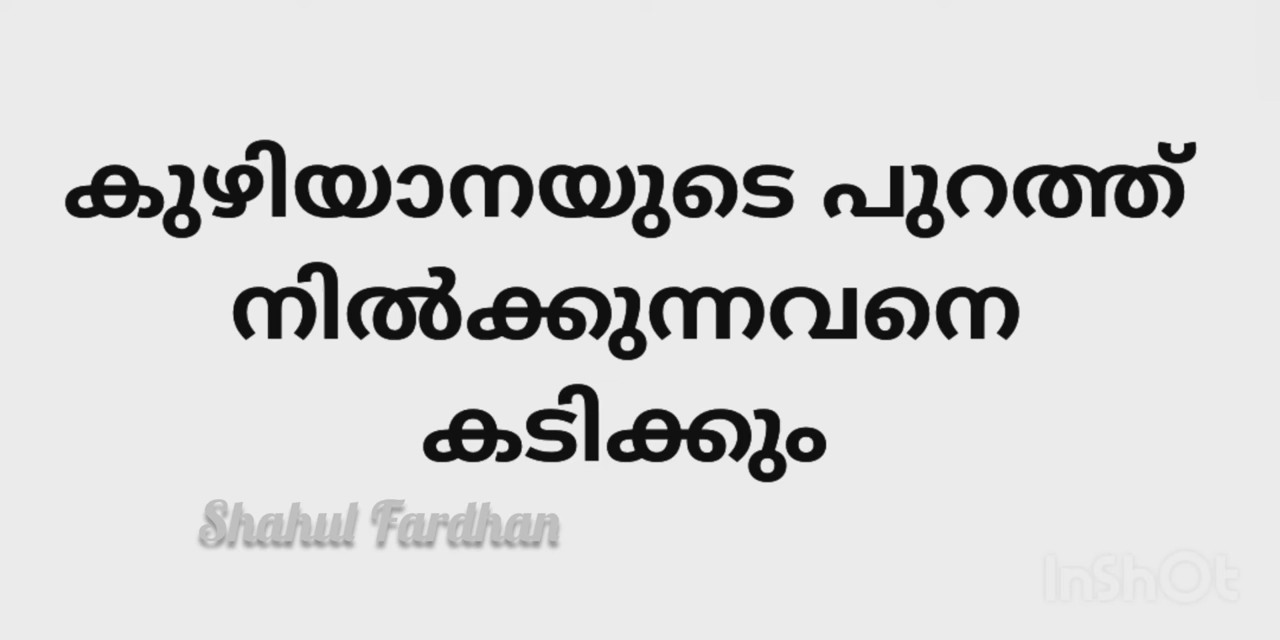 കുഴിയാനയുടെ പുറത്ത്
നിൽക്കുന്നവനെ
കടിക്കും
Shahul Fardhan
InShOt